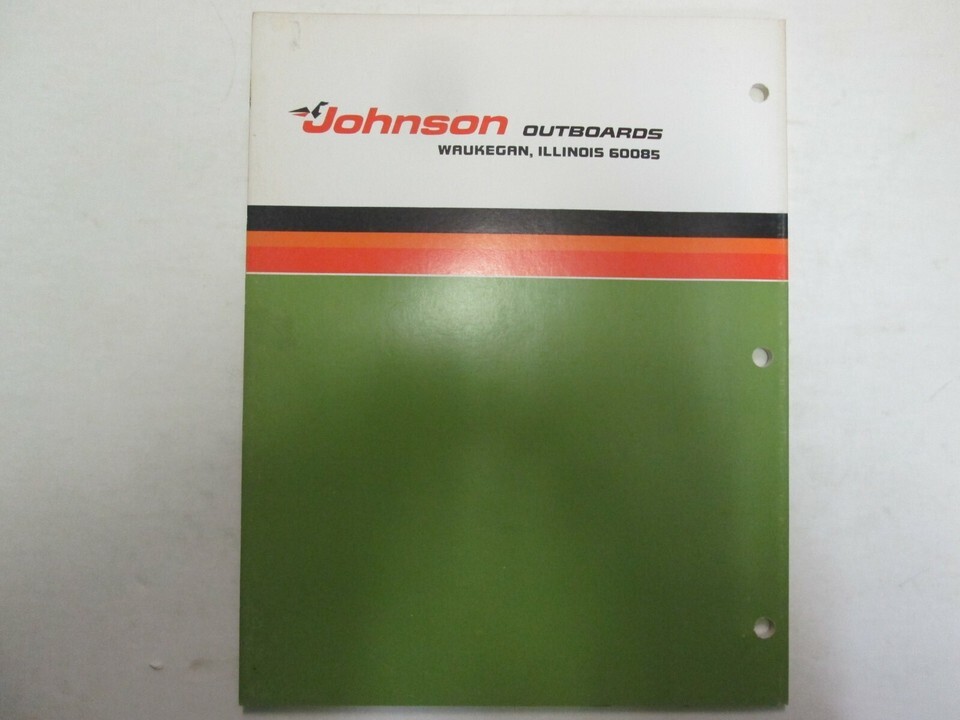 Johnson OUTBOARDS
WAUKEGAN, ILLINOIS 60085